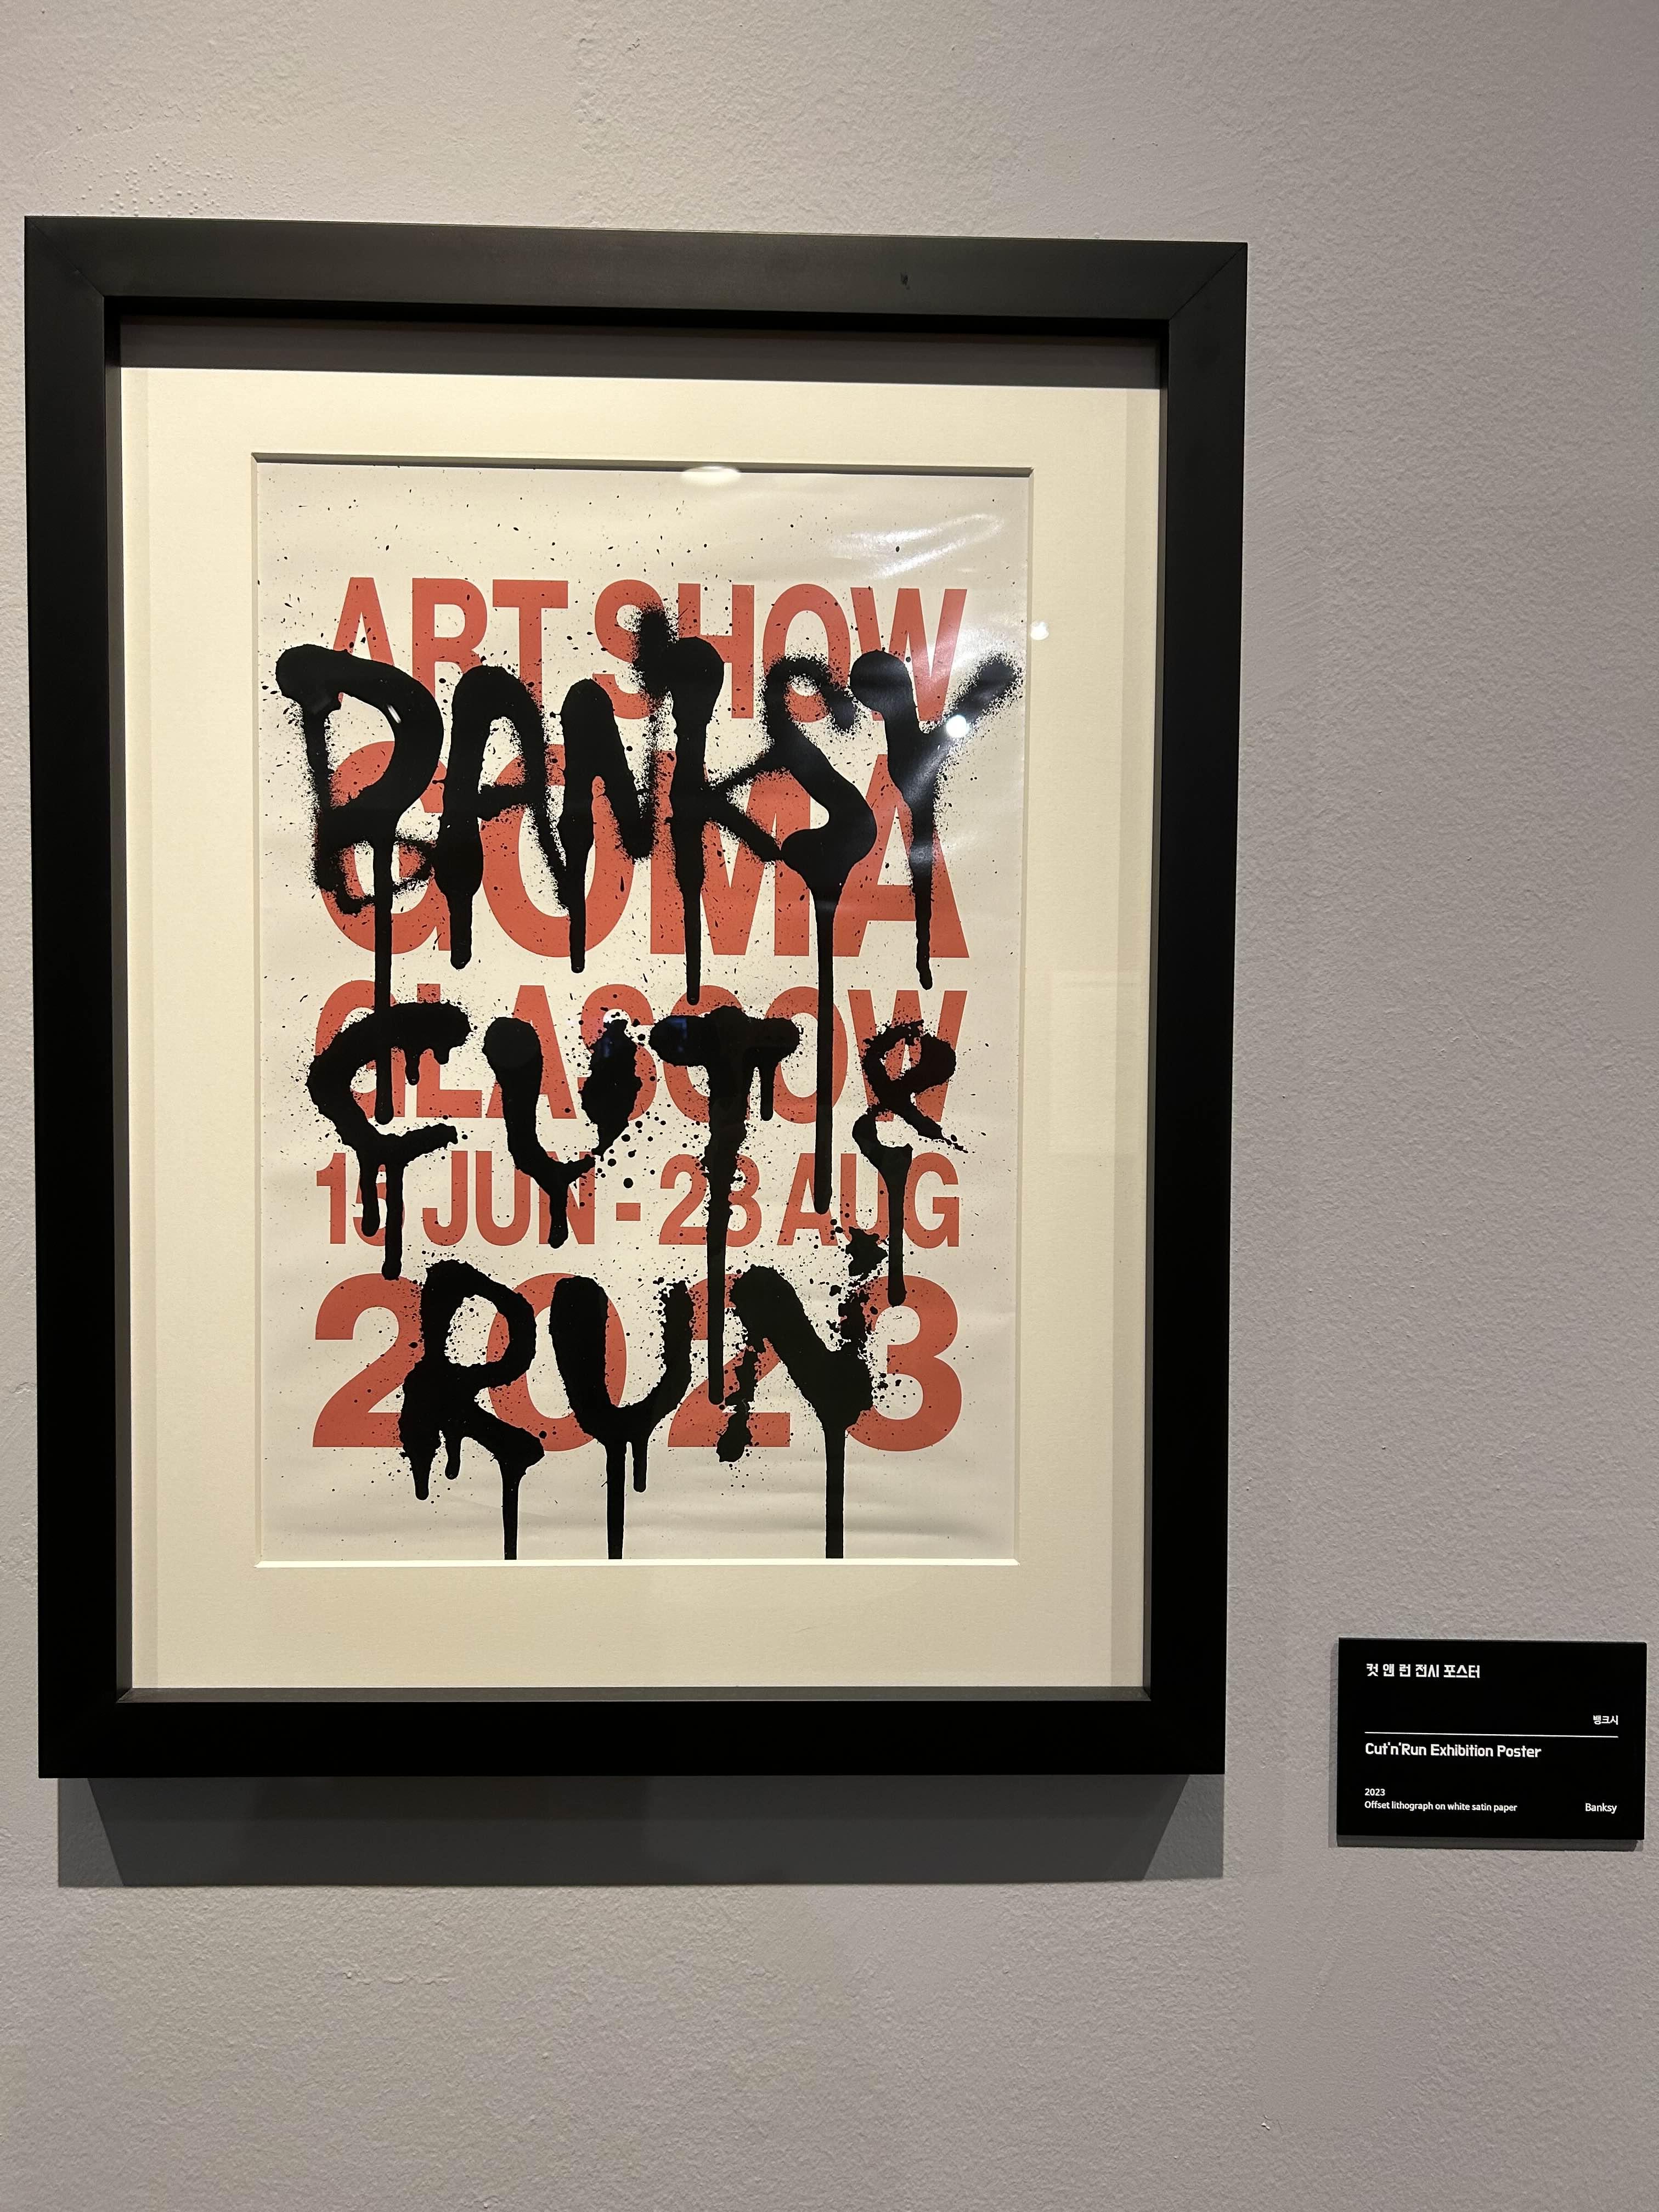 ART SHOW
BANKSY
GOMA
GLASGOW
CUT &
15 JUN - 28 AUG
RUN
2023
컷 앤 런 전시 포스터
뱅크시
Cut'n'Run Exhibition Poster
2023
Offset lithograph on white satin paper
Banksy